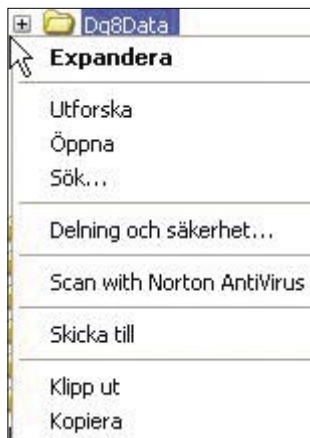 Dq8Data
Expandera
Utforska
Öppna
Sök...
Delning och säkerhet...
Scan with Norton AntiVirus
Skicka till
Klipp ut
Kopiera